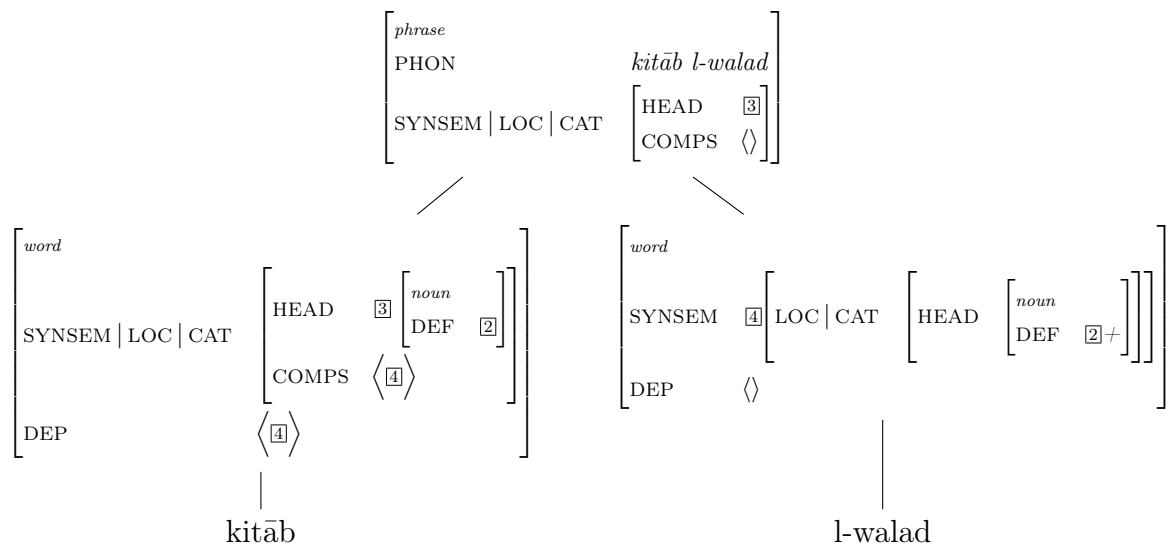 phrase
PHON kitāb l-walad
SYNSEM | LOC | CAT
HEAD 3
COMPS ⟨⟩
word
SYNSEM | LOC | CAT
HEAD 3
noun
DEF 2
COMPS ⟨4⟩
DEP ⟨4⟩
kitāb
word
SYNSEM 4 LOC | CAT HEAD
noun
DEF 2+
DEP ⟨⟩
l-walad